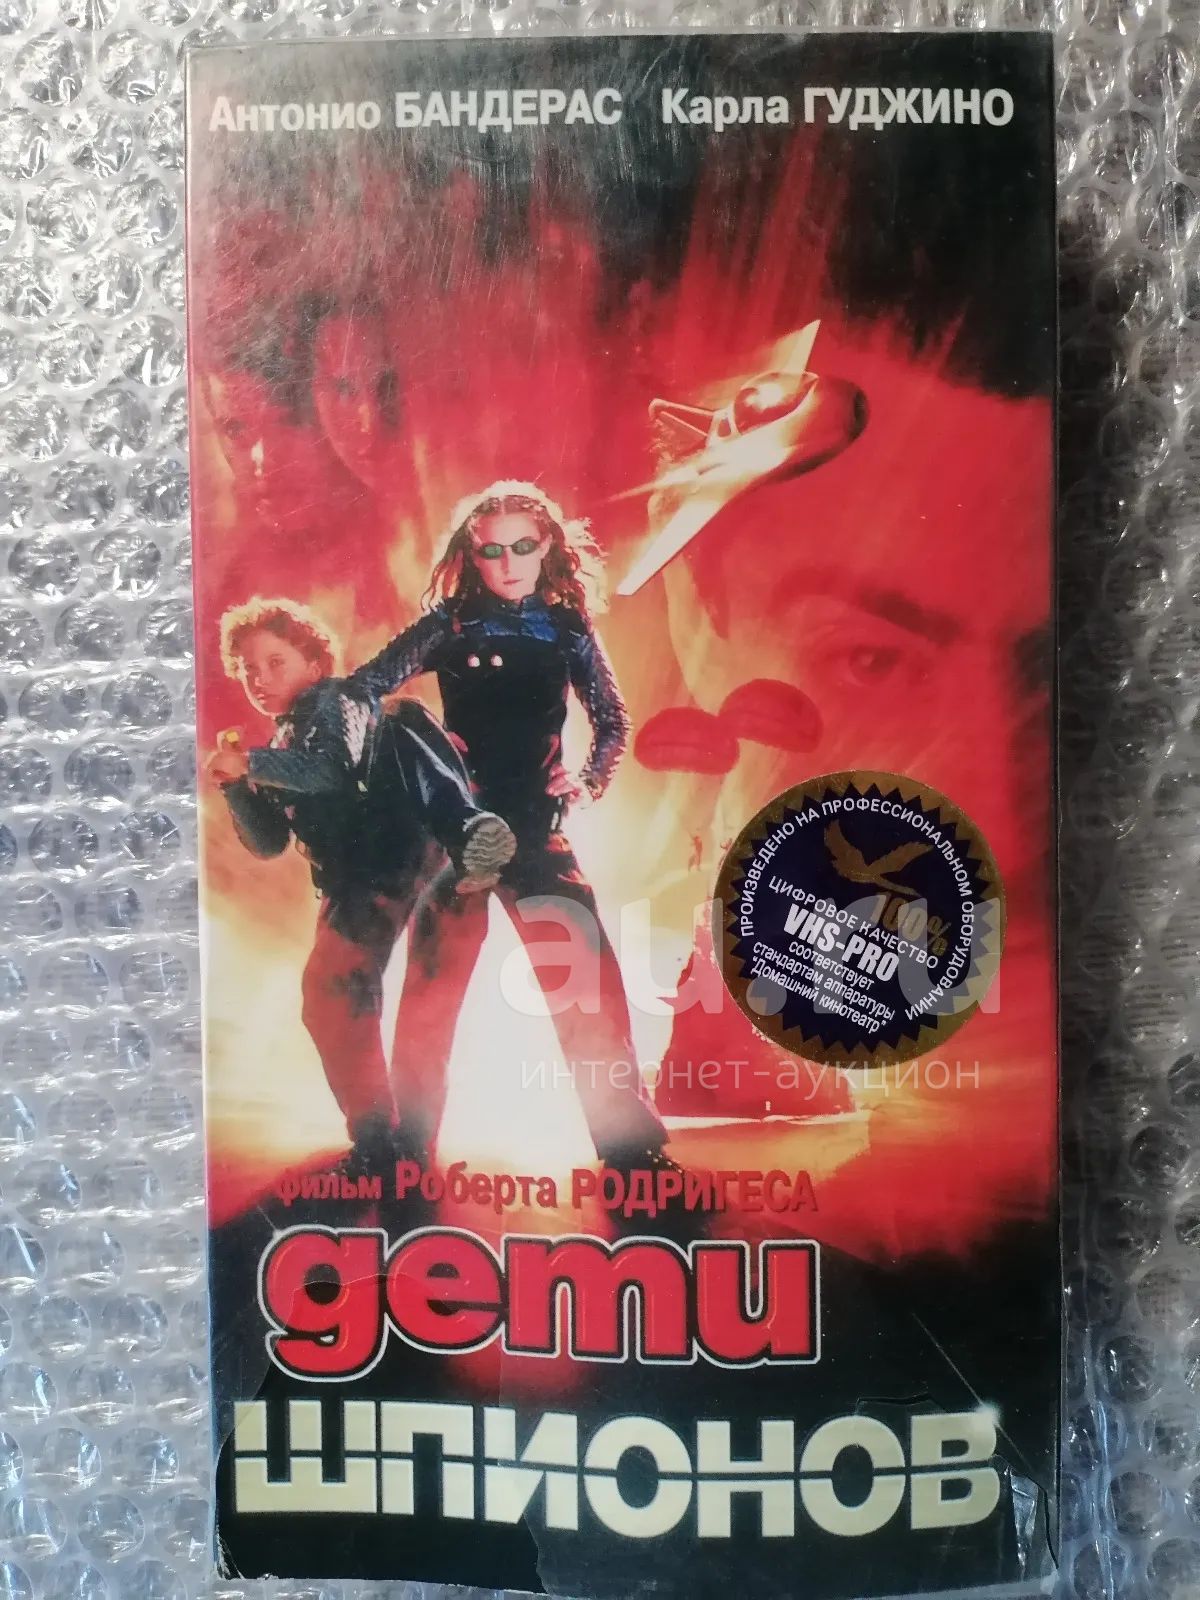 Антонио БАНДЕРАС Карла ГУДЖИНО
ПРОИЗВЕДЕНО НА ПРОФЕССИОНАЛЬНОМ ОБОРУДОВАНИИ
100%
ЦИФРОВОЕ КАЧЕСТВО
VHS-PRO
соответствует
стандартам аппаратуры
"Домашний кинотеатр"
au.ru
интернет-аукцион
фильм Роберта РОДРИГЕСА
дети
шпионов